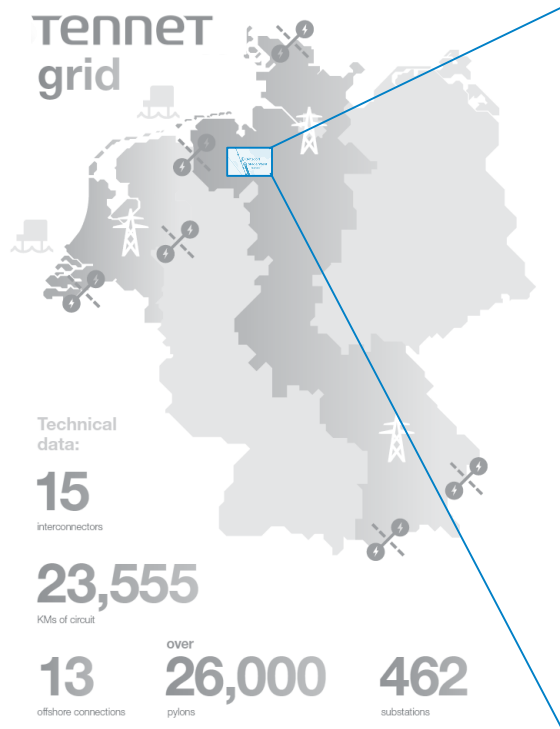 TenneT
grid
Technical
data:
15
interconnectors
23,555
KMs of circuit
13
offshore connections
over
26,000
pylons
462
substations